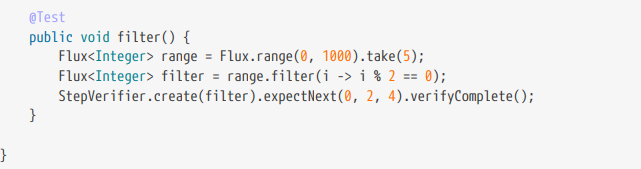 @Test
public void filter() {
Flux<Integer> range = Flux.range(0, 1000).take(5);
Flux<Integer> filter = range.filter(i -> i % 2 == 0);
StepVerifier.create(filter).expectNext(0, 2, 4).verifyComplete();
}
}